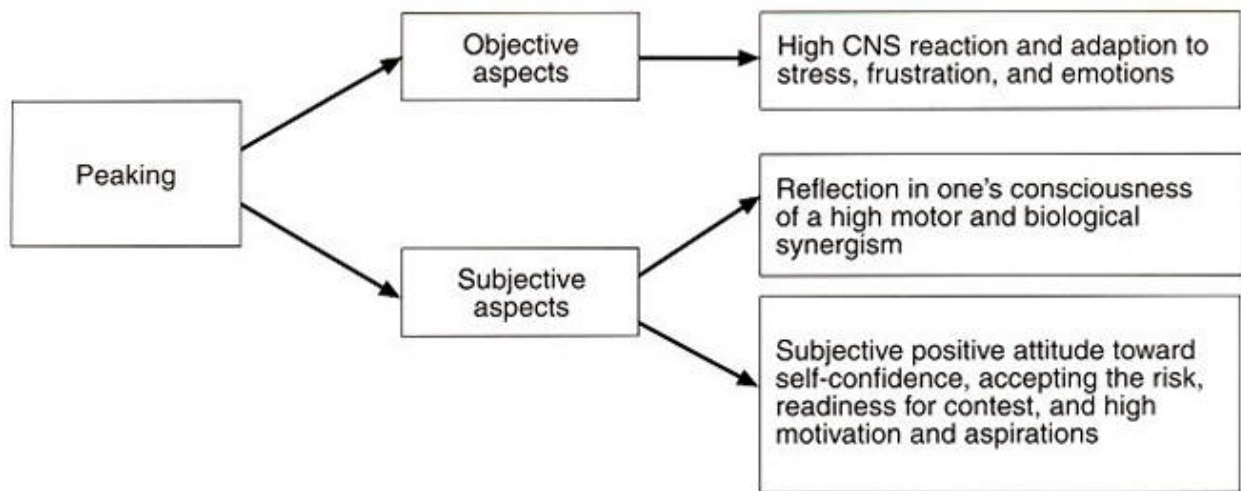 Objective
aspects
High CNS reaction and adaption to
stress, frustration, and emotions
Peaking
Reflection in one's consciousness
of a high motor and biological
synergism
Subjective
aspects
Subjective positive attitude toward
self-confidence, accepting the risk,
readiness for contest, and high
motivation and aspirations